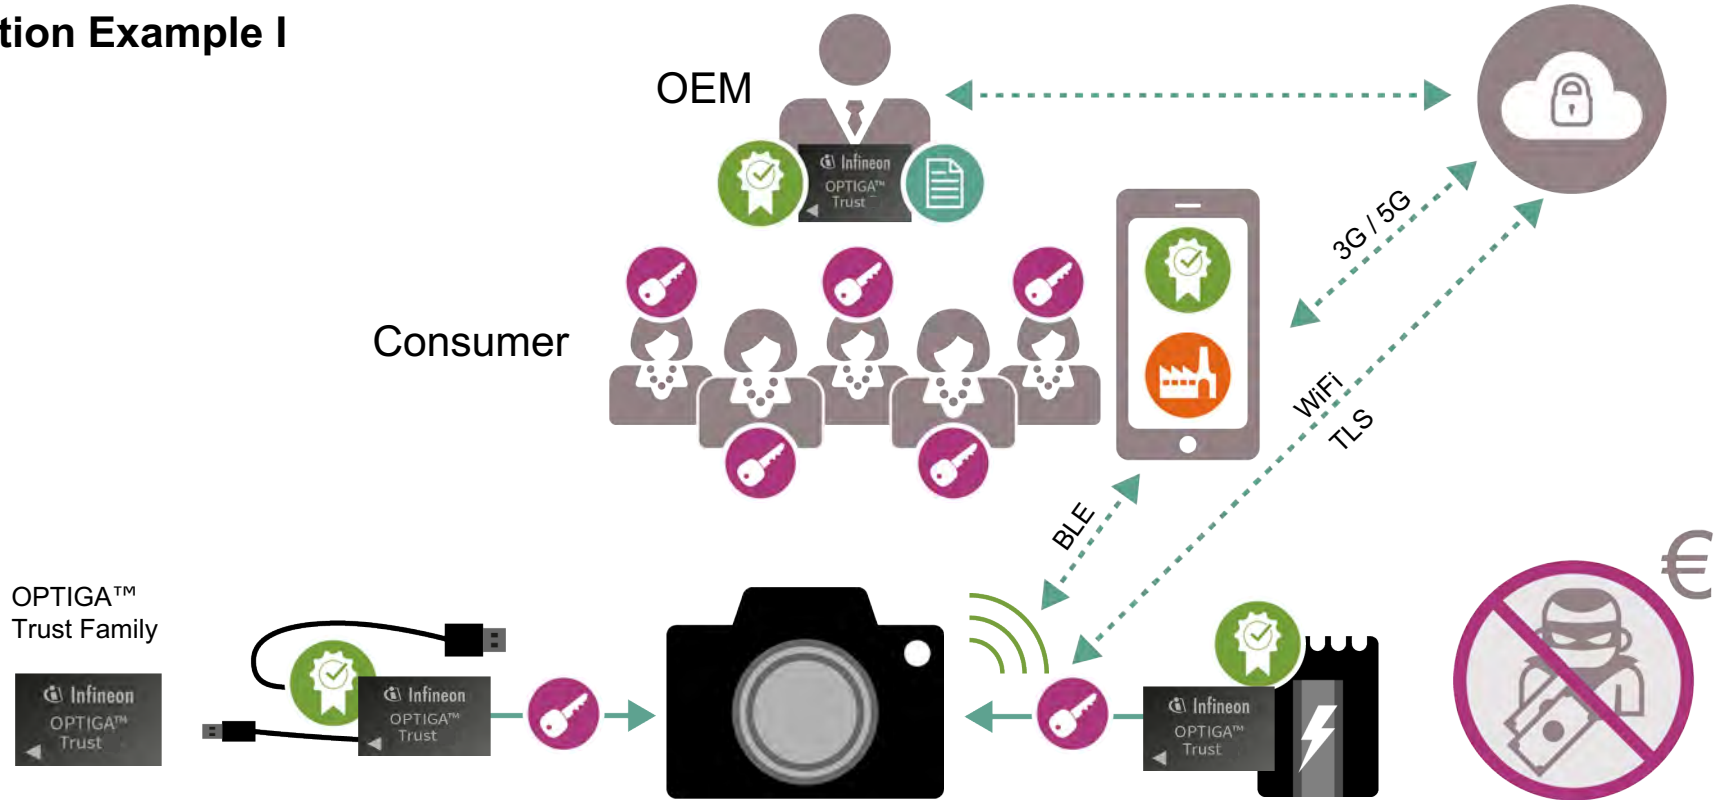 tion Example I
OEM
Infineon
OPTIGA™
Trust
3G / 5G
Consumer
WiFi
TLS
BLE
€
OPTIGA™
Trust Family
Infineon
OPTIGA™
Trust
Infineon
OPTIGA™
Trust
Infineon
OPTIGA™
Trust